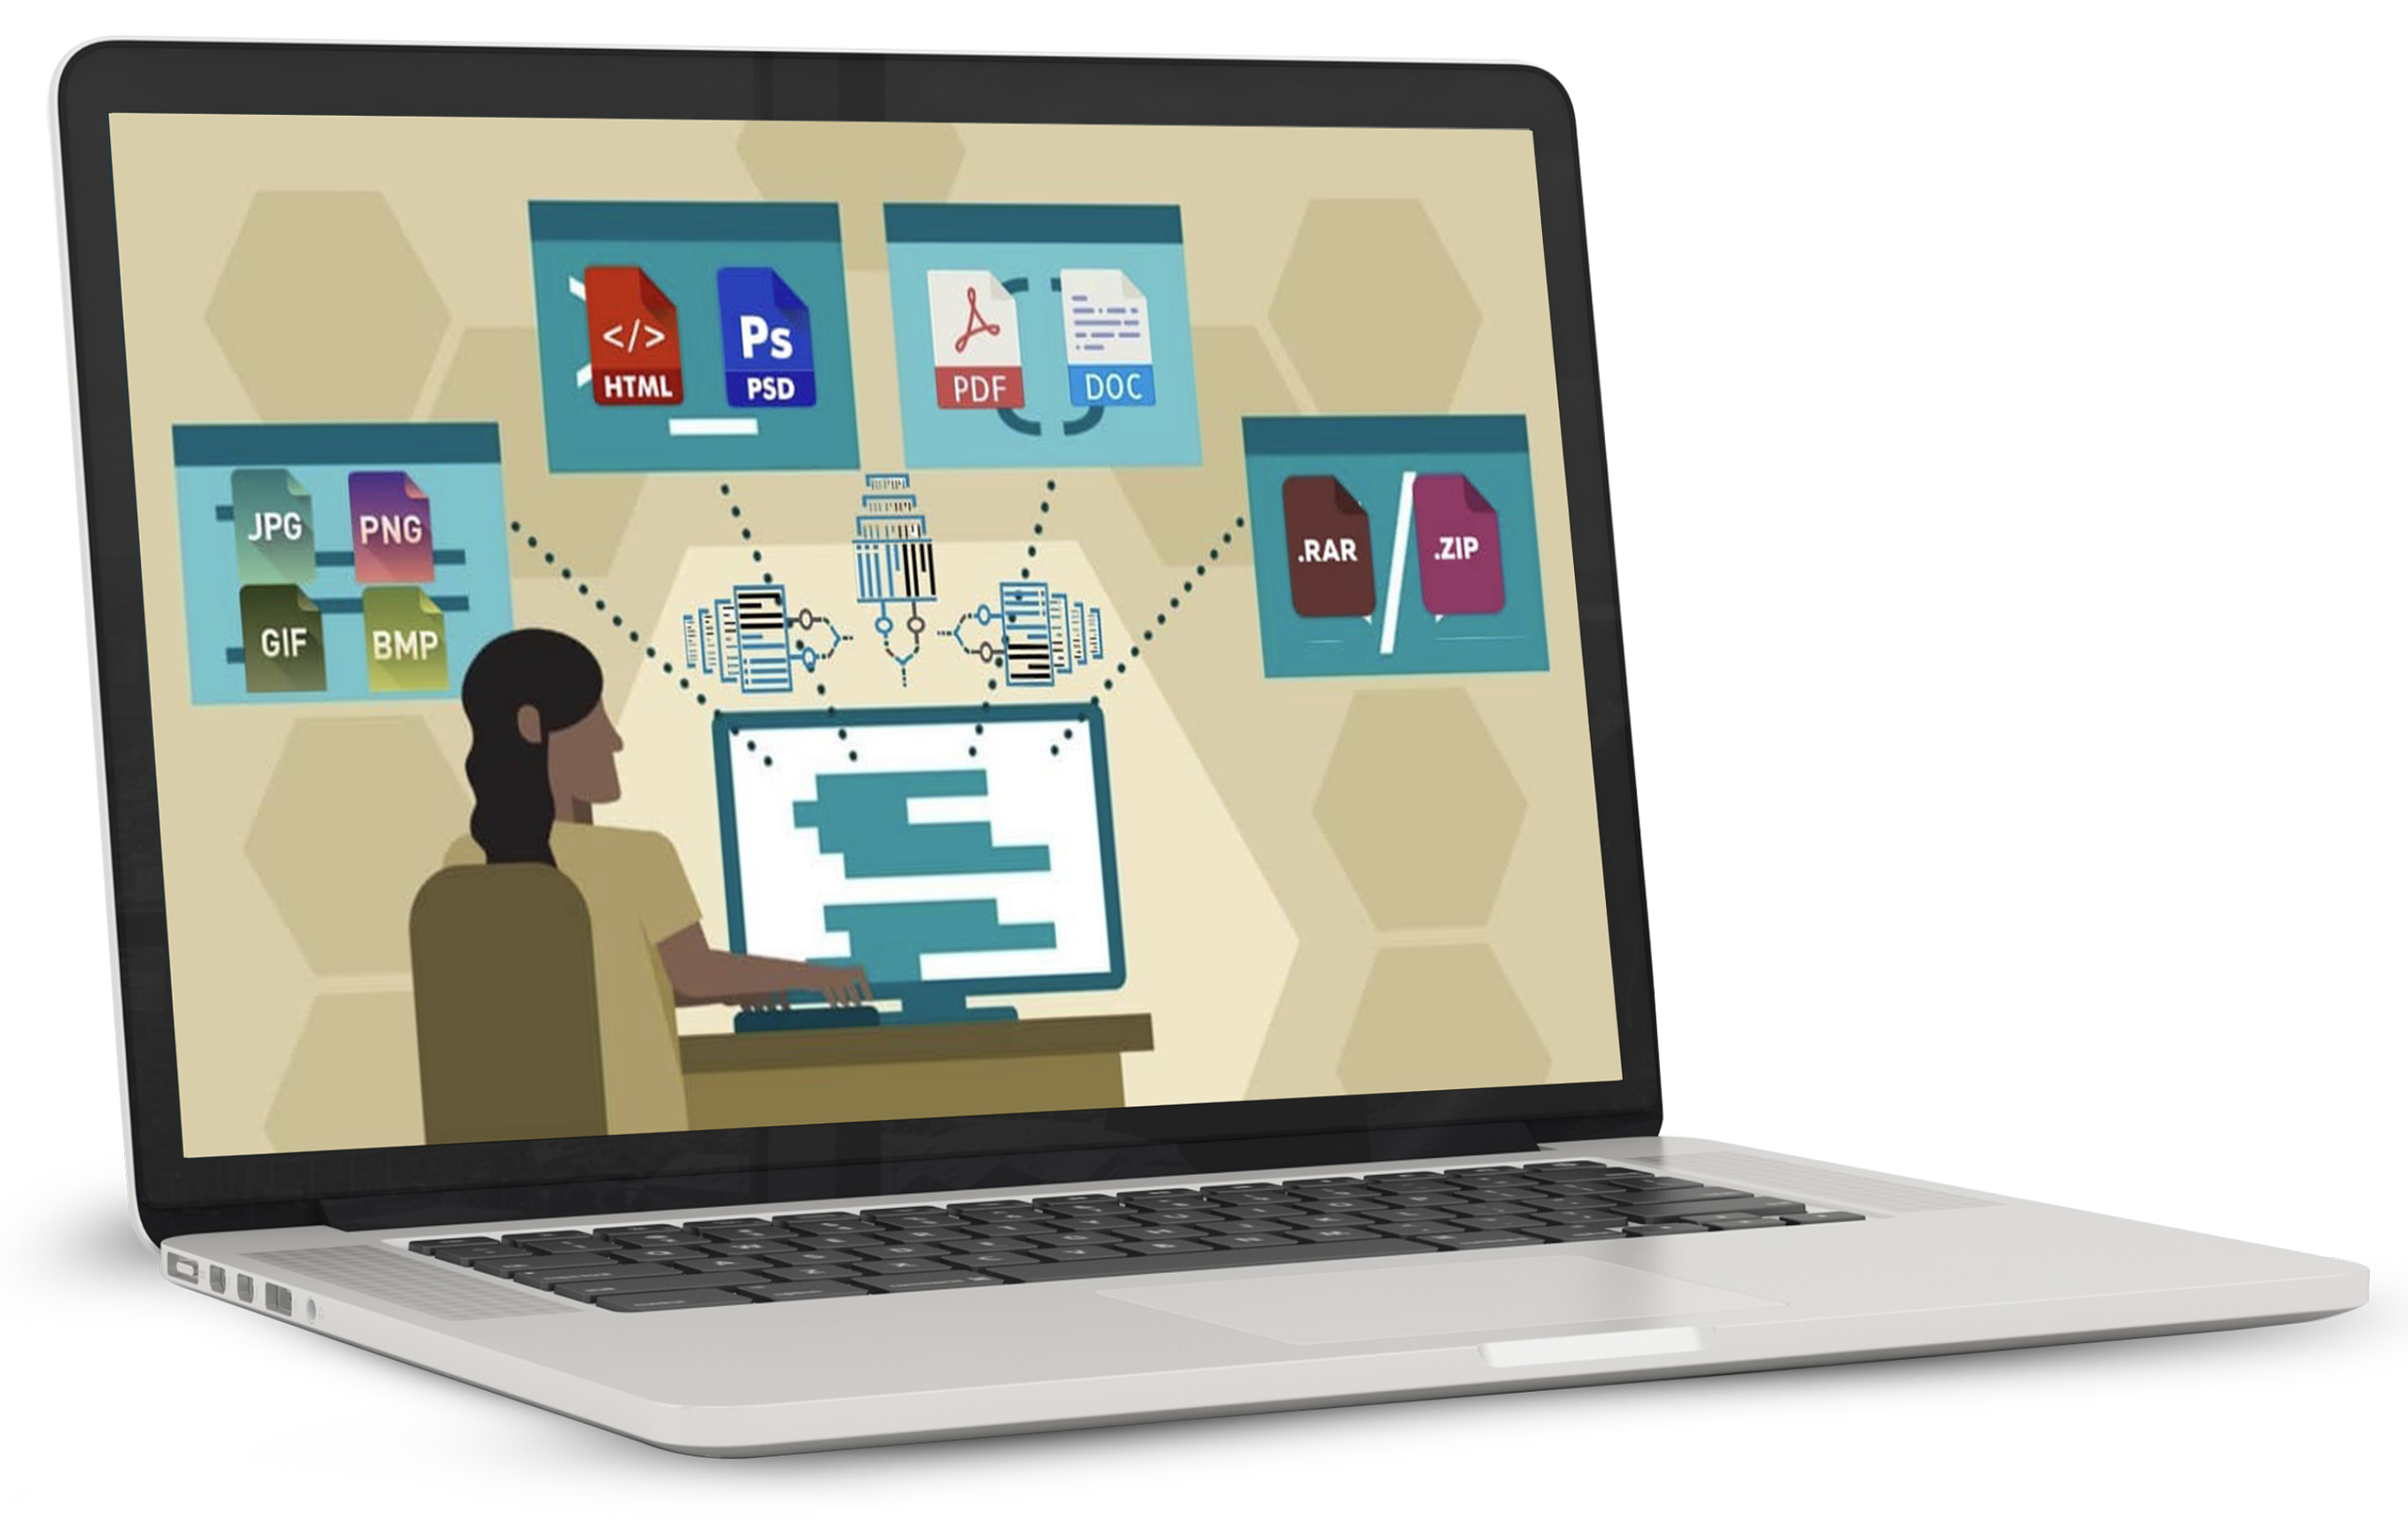 </>
HTML
Ps
PSD
PDF
DOC
JPG
PNG
GIF
BMP
.RAR
.ZIP